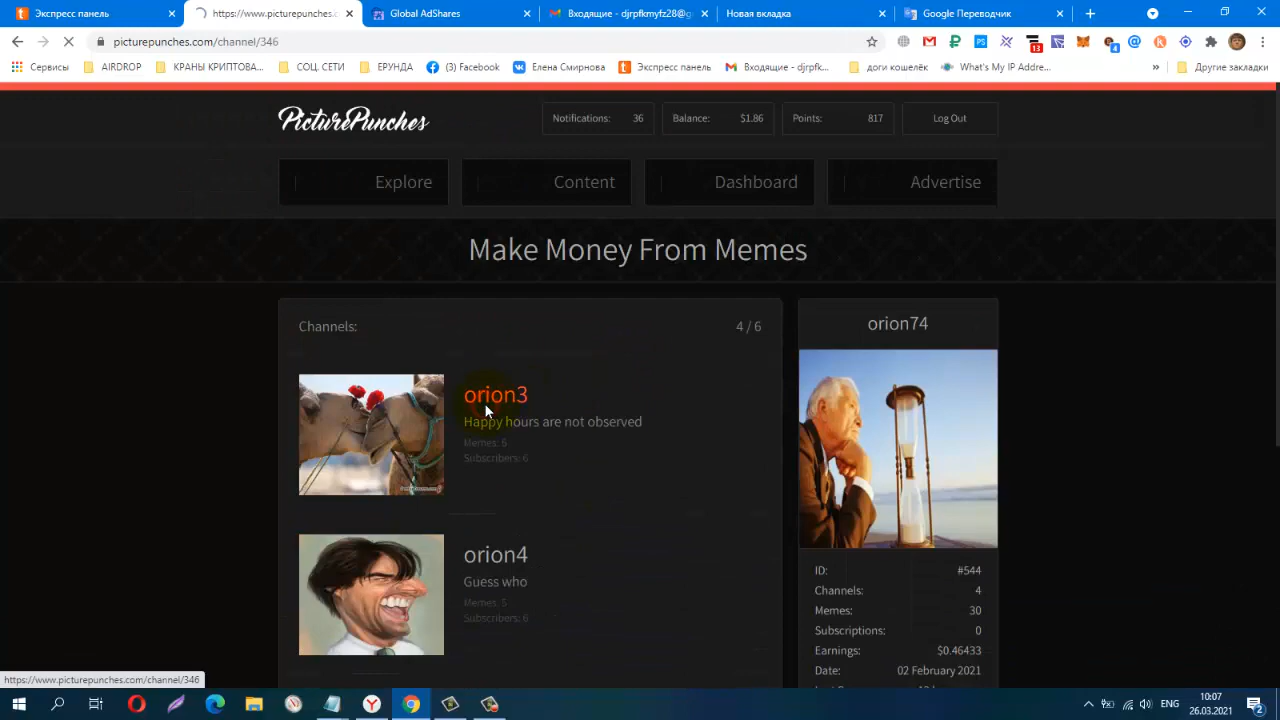 Экспресс панель
https://www.picturepunches.
Global AdShares
Входящие - djrpfkmyfz28@g
Новая вкладка
Google Переводчик
picturepunches.com/channel/346
13
4
Сервисы
AIRDROP
КРАНЫ КРИПТОВА...
СОЦ. СЕТИ
ЕРУНДА
(3) Facebook
Елена Смирнова
Экспресс панель
Входящие - djrpfk...
доги кошелёк
What's My IP Addre...
»
Другие закладки
PicturePunches
Notifications: 36
Balance: $1.86
Points: 817
Log Out
Explore
Content
Dashboard
Advertise
Make Money From Memes
Channels: 4 / 6
orion3
Happy hours are not observed
Memes: 5
Subscribers: 6
orion4
Guess who
Memes: 5
Subscribers: 6
orion74
ID: #544
Channels: 4
Memes: 30
Subscriptions: 0
Earnings: $0.46433
Date: 02 February 2021
https://www.picturepunches.com/channel/346
ENG
10:07
26.03.2021
2